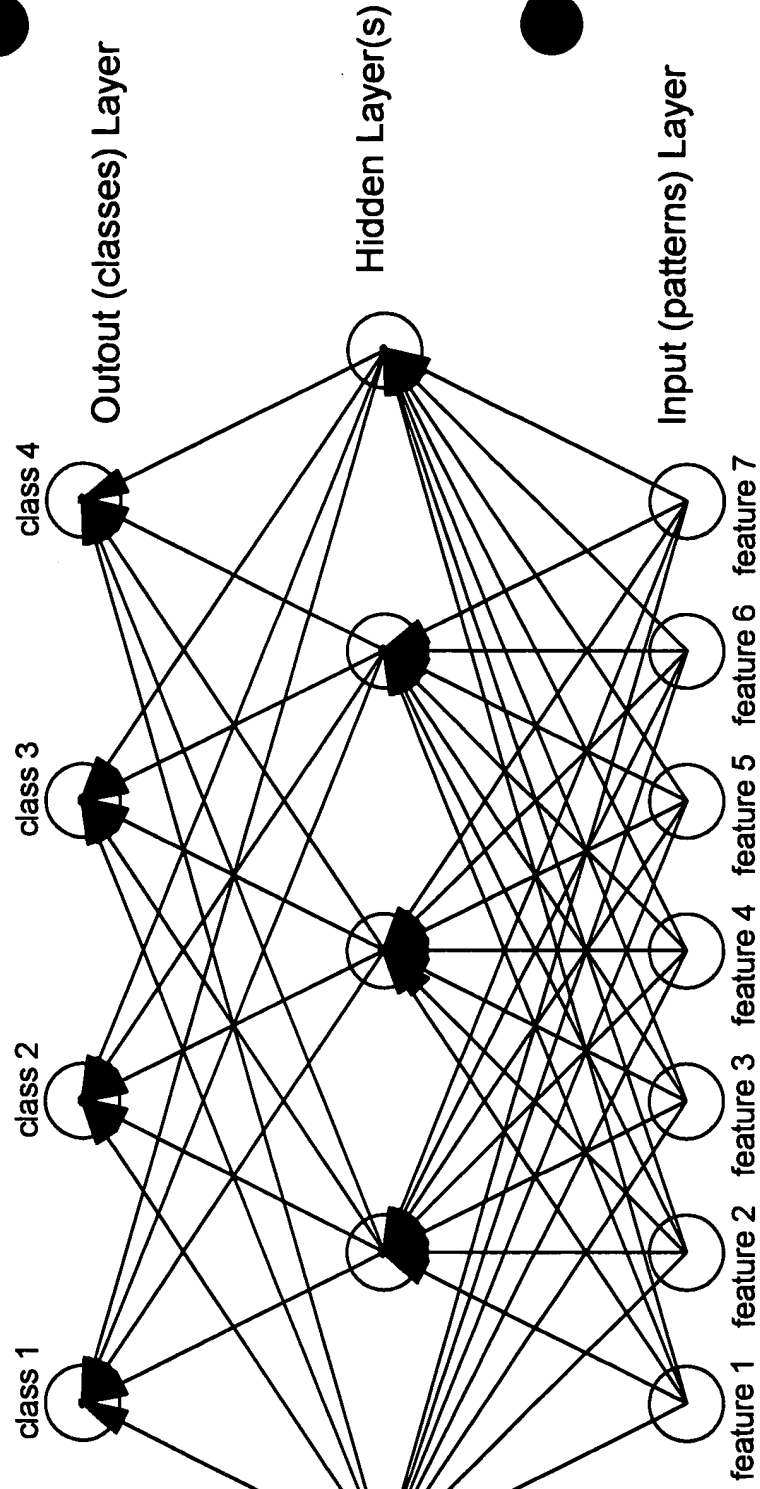 class 1
class 2
class 3
class 4
Outout (classes) Layer
Hidden Layer(s)
feature 1
feature 2
feature 3
feature 4
feature 5
feature 6
feature 7
Input (patterns) Layer